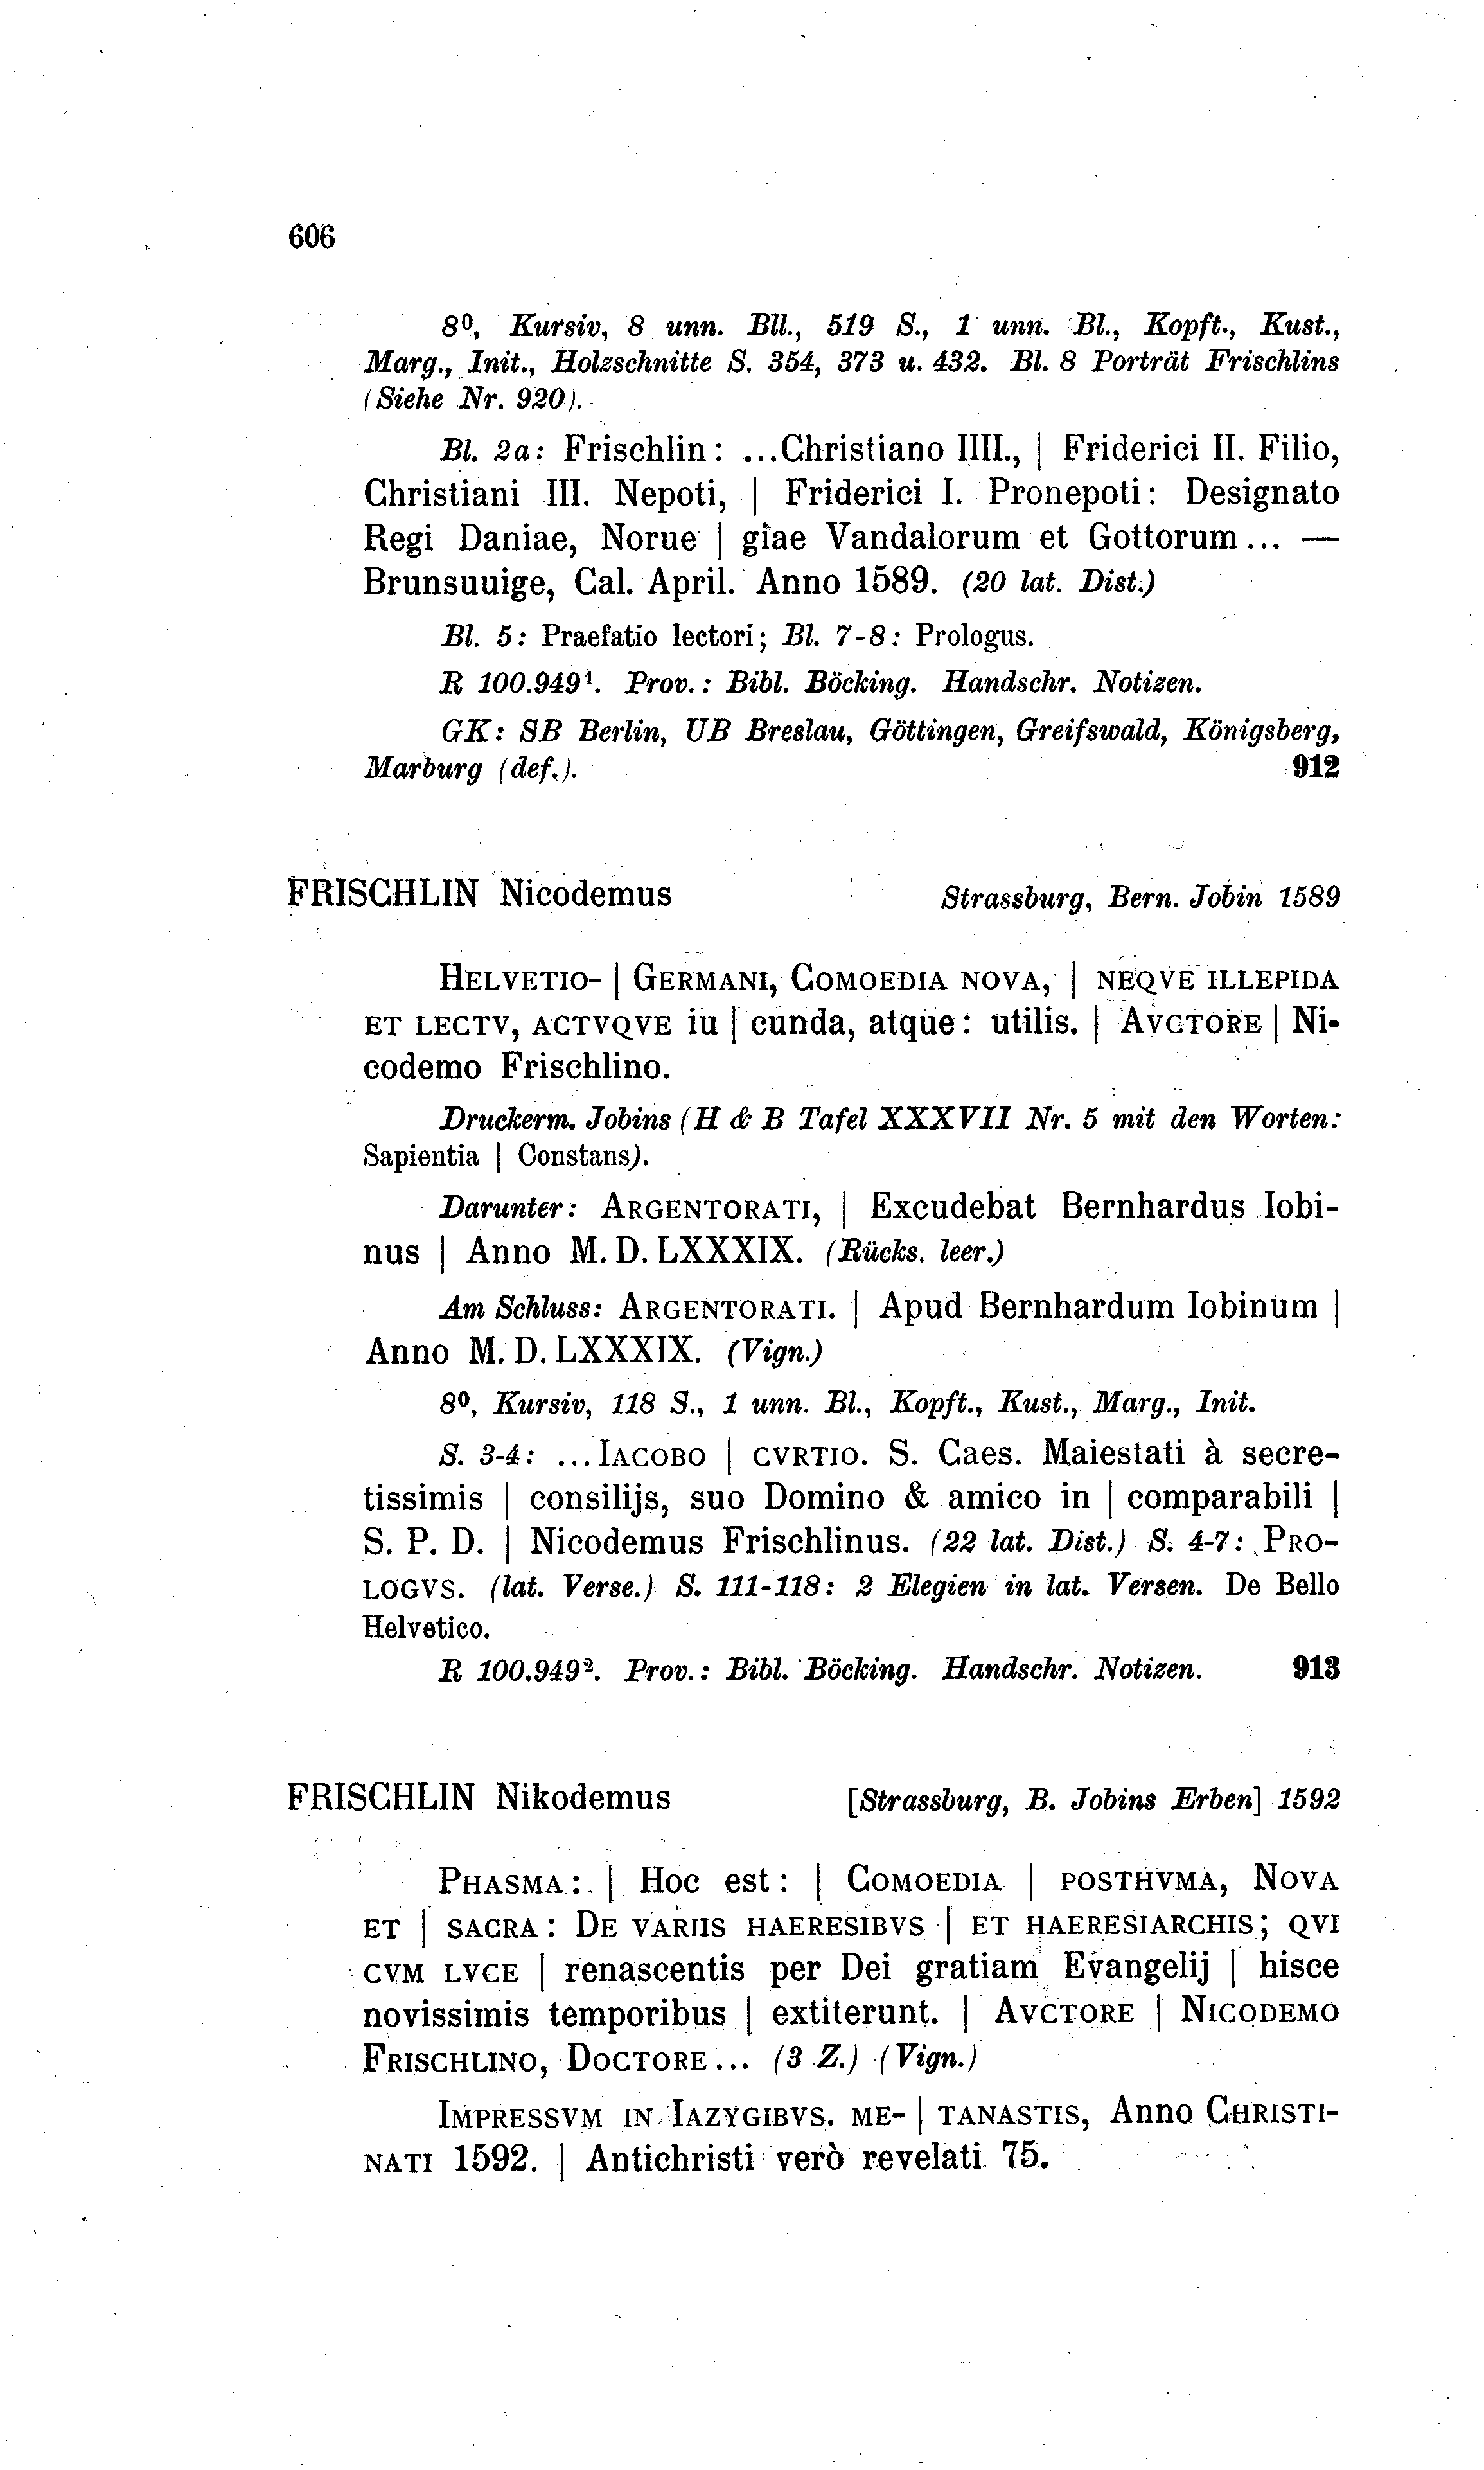 606
8⁰, Kursiv, 8 unn. Bll., 519 S., 1 unn. Bl., Kopft., Kust.,
Marg., Init., Holzschnitte S. 354, 373 u. 432. Bl. 8 Porträt Frischlins
(Siehe Nr. 920).
Bl. 2a: Frischlin: ...Christiano IIII., | Friderici II. Filio,
Christiani III. Nepoti, | Friderici I. Pronepoti: Designato
Regi Daniae, Norue | giae Vandalorum et Gottorum... —
Brunsuuige, Cal. April. Anno 1589. (20 lat. Dist.)
Bl. 5: Praefatio lectori; Bl. 7-8: Prologus.
R 100.949¹. Prov.: Bibl. Böcking. Handschr. Notizen.
GK: SB Berlin, UB Breslau, Göttingen, Greifswald, Königsberg,
Marburg (def.). 912
FRISCHLIN Nicodemus Strassburg, Bern. Jobin 1589
HELVETIO- | GERMANI, COMOEDIA NOVA, | NEQVE ILLEPIDA
ET LECTV, ACTVQVE iu | cunda, atque: utilis. | AVCTORE | Ni-
codemo Frischlino.
Druckerm. Jobins (H & B Tafel XXXVII Nr. 5 mit den Worten:
Sapientia | Constans).
Darunter: ARGENTORATI, | Excudebat Bernhardus Iobi-
nus | Anno M. D. LXXXIX. (Rücks. leer.)
Am Schluss: ARGENTORATI. | Apud Bernhardum Iobinum |
Anno M. D. LXXXIX. (Vign.)
8⁰, Kursiv, 118 S., 1 unn. Bl., Kopft., Kust., Marg., Init.
S. 3-4: ...IACOBO | CVRTIO. S. Caes. Maiestati à secre-
tissimis | consilijs, suo Domino & amico in | comparabili |
S. P. D. | Nicodemus Frischlinus. (22 lat. Dist.) S. 4-7: PRO-
LOGVS. (lat. Verse.) S. 111-118: 2 Elegien in lat. Versen. De Bello
Helvetico.
R 100.949². Prov.: Bibl. Böcking. Handschr. Notizen. 913
FRISCHLIN Nikodemus [Strassburg, B. Jobins Erben] 1592
PHASMA: | Hoc est: | COMOEDIA | POSTHVMA, NOVA
ET | SACRA: DE VARIIS HAERESIBVS | ET HAERESIARCHIS; QVI
CVM LVCE | renascentis per Dei gratiam Evangelij | hisce
novissimis temporibus | extiterunt. | AVCTORE | NICODEMO
FRISCHLINO, DOCTORE... (3 Z.) (Vign.)
IMPRESSVM IN IAZYGIBVS. ME- | TANASTIS, Anno CHRISTI-
NATI 1592. | Antichristi verò revelati 75.